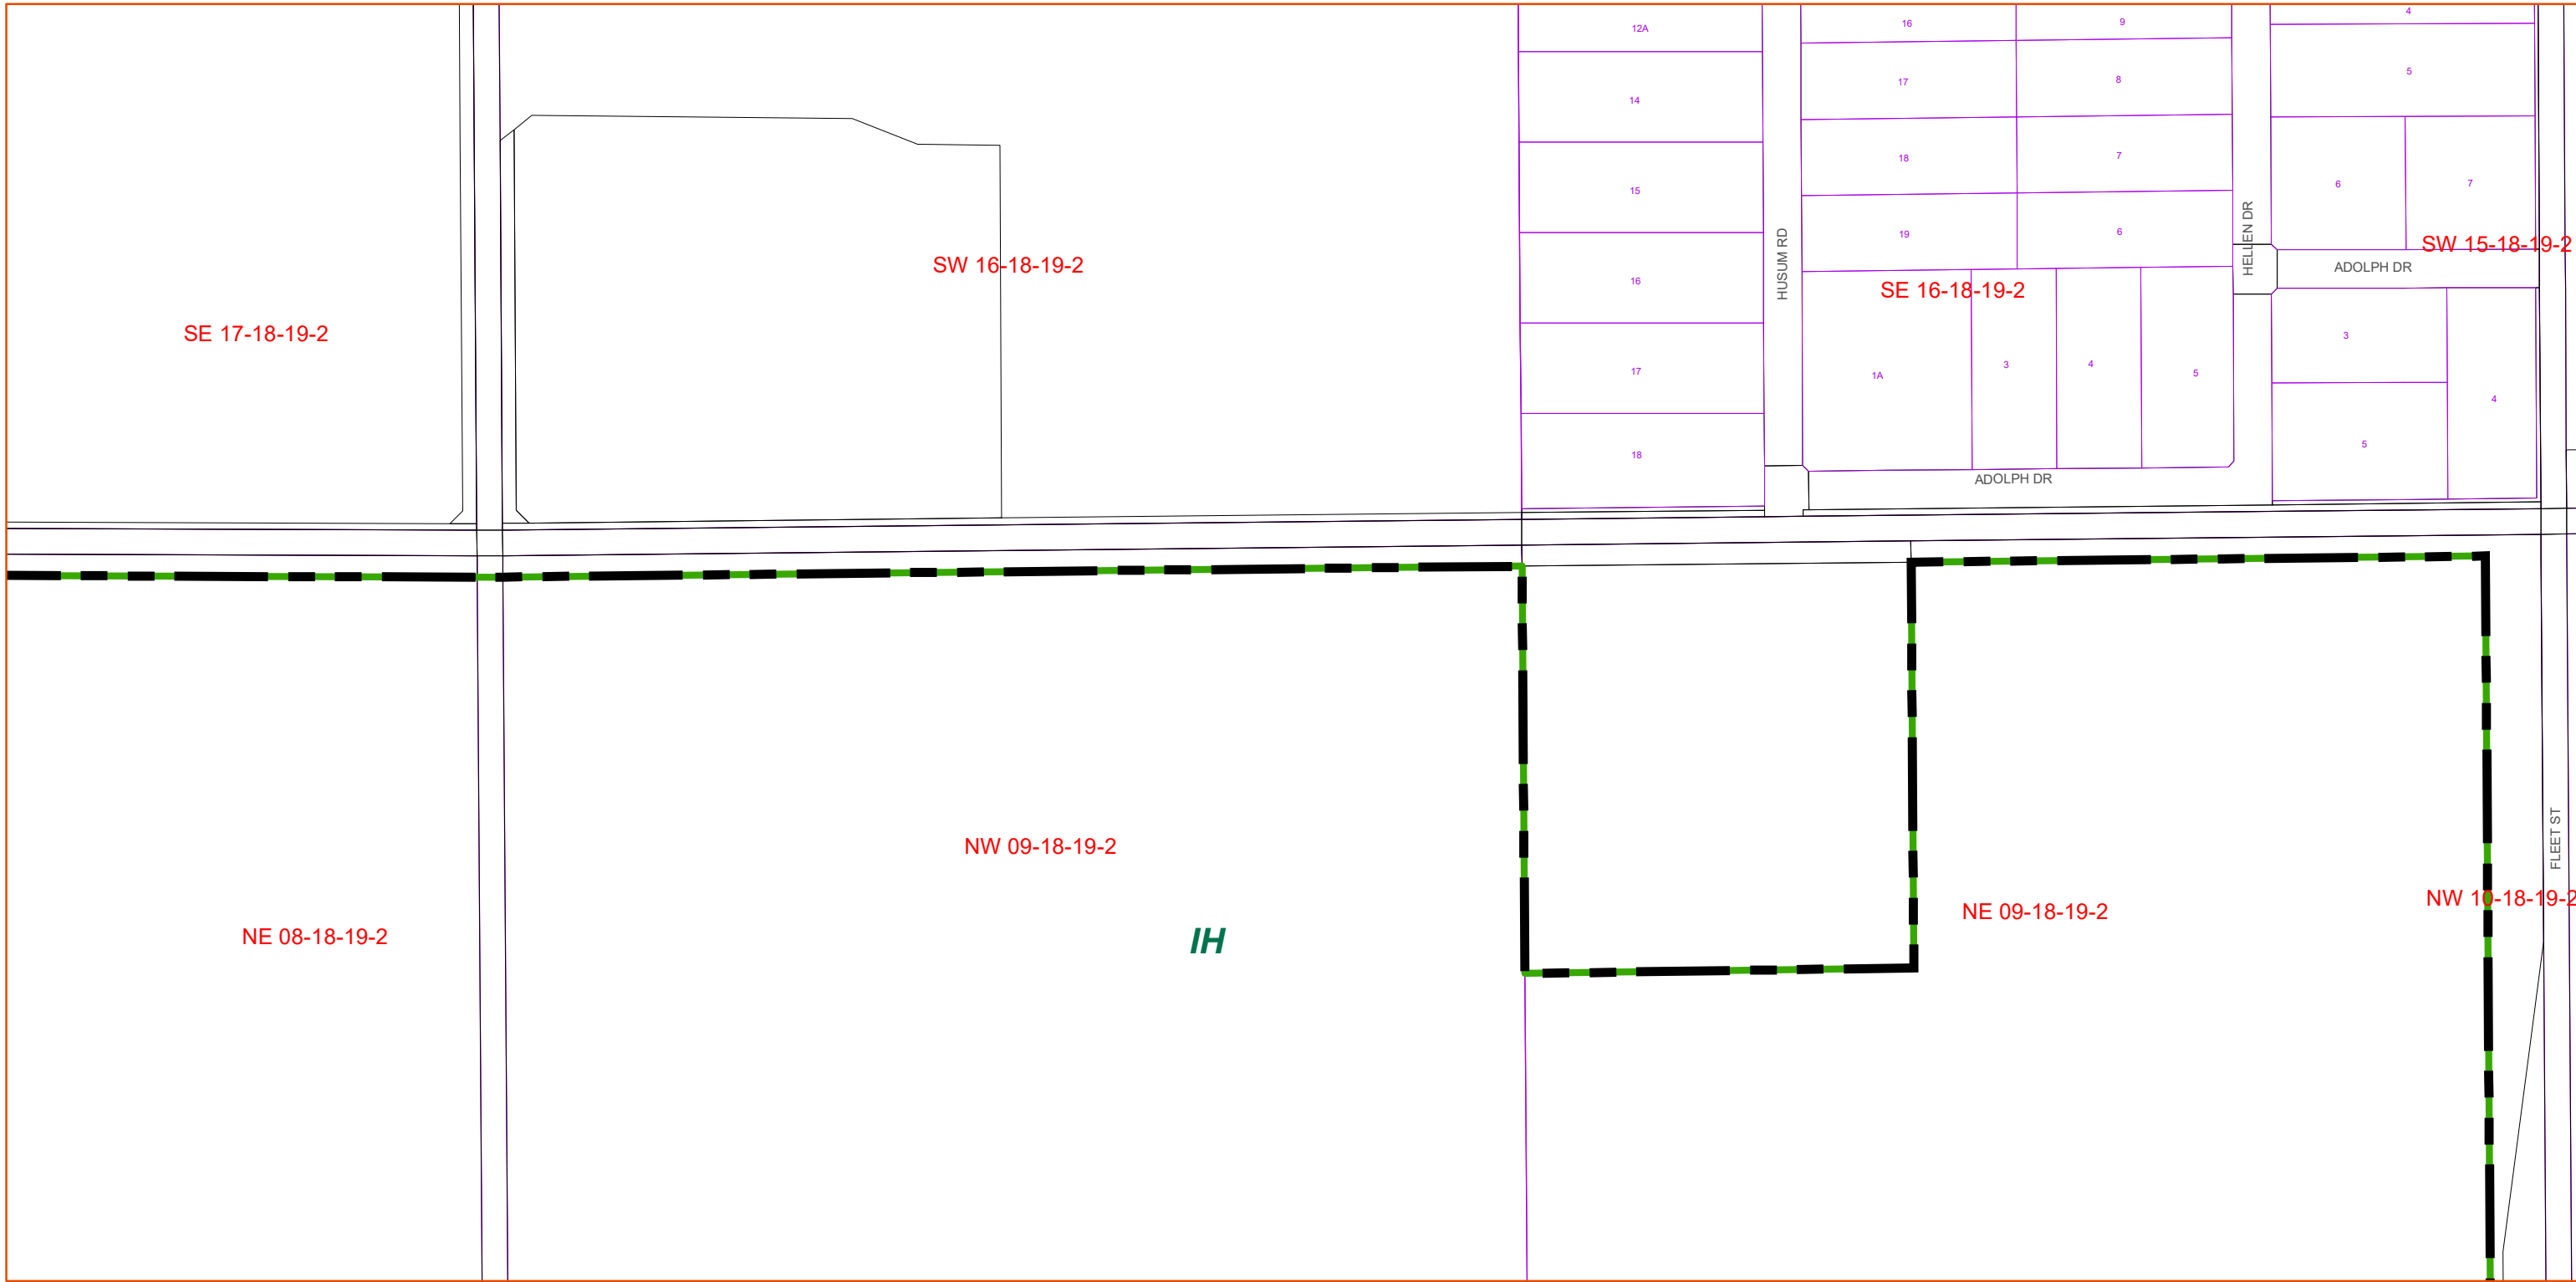 4
12A
16
9
5
17
8
14
18
7
6
7
15
HUSUM RD
19
6
HELLEN DR
SW 15-18-19-2
ADOLPH DR
SW 16-18-19-2
16
SE 16-18-19-2
SE 17-18-19-2
3
17
1A
3
4
5
4
18
5
ADOLPH DR
NW 09-18-19-2
FLEET ST
NE 08-18-19-2
IH
NE 09-18-19-2
NW 10-18-19-2